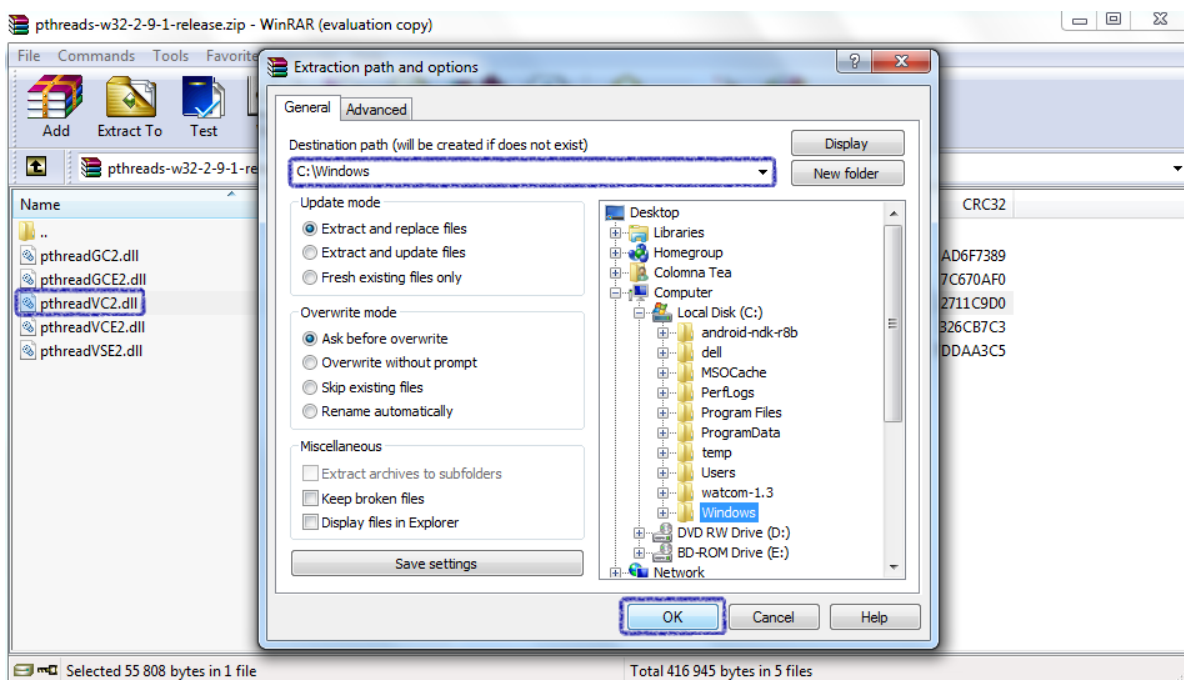 pthreads-w32-2-9-1-release.zip - WinRAR (evaluation copy)
File Commands Tools Favorite
Add Extract To Test
pthreads-w32-2-9-1-re
Name CRC32
..
pthreadGC2.dll AD6F7389
pthreadGCE2.dll 7C670AF0
pthreadVC2.dll 2711C9D0
pthreadVCE2.dll 326CB7C3
pthreadVSE2.dll DDAA3C5
Extraction path and options
General Advanced
Destination path (will be created if does not exist)
C:\Windows
Display
New folder
Update mode
Extract and replace files
Extract and update files
Fresh existing files only
Overwrite mode
Ask before overwrite
Overwrite without prompt
Skip existing files
Rename automatically
Miscellaneous
Extract archives to subfolders
Keep broken files
Display files in Explorer
Save settings
Desktop
Libraries
Homegroup
Colomna Tea
Computer
Local Disk (C:)
android-ndk-r8b
dell
MSOCache
PerfLogs
Program Files
ProgramData
temp
Users
watcom-1.3
Windows
DVD RW Drive (D:)
BD-ROM Drive (E:)
Network
OK Cancel Help
Selected 55 808 bytes in 1 file
Total 416 945 bytes in 5 files